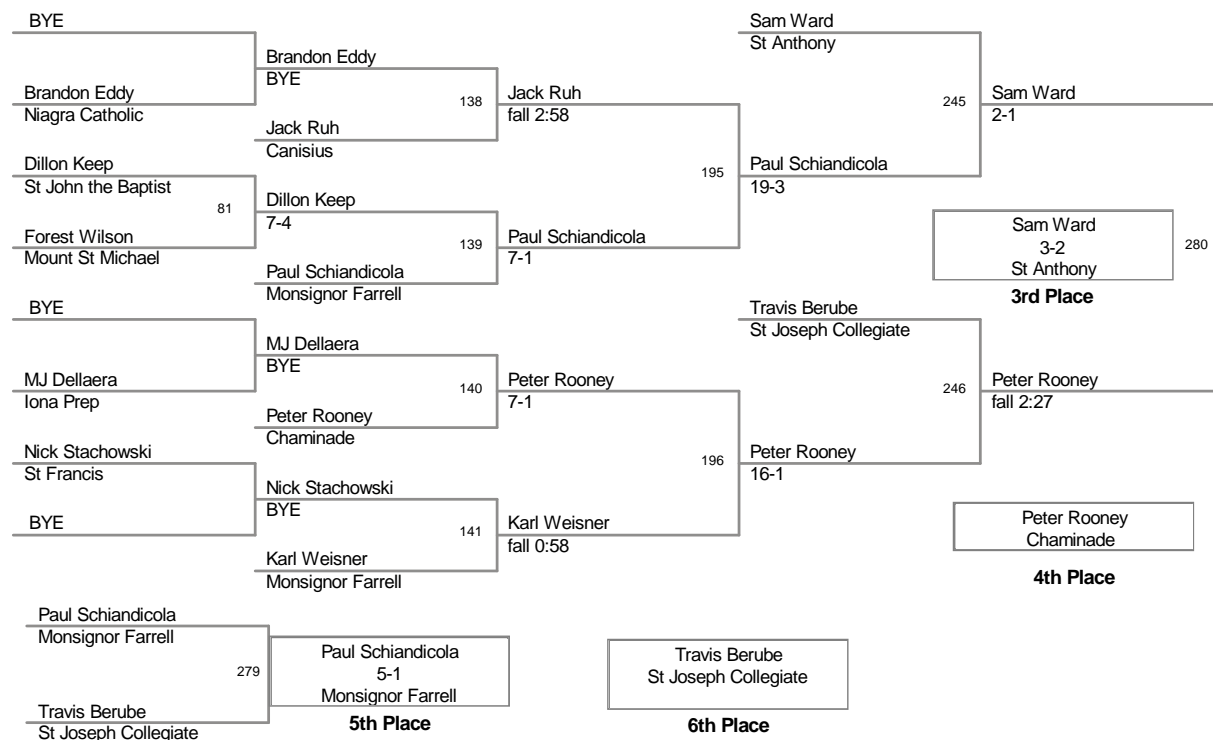 BYE
Sam Ward
St Anthony
Brandon Eddy
BYE
Brandon Eddy
Niagra Catholic
138
Jack Ruh
fall 2:58
245
Sam Ward
2-1
Jack Ruh
Canisius
Dillon Keep
St John the Baptist
195
Paul Schiandicola
19-3
81
Dillon Keep
7-4
Forest Wilson
Mount St Michael
139
Paul Schiandicola
7-1
Sam Ward
3-2
St Anthony
280
3rd Place
Paul Schiandicola
Monsignor Farrell
BYE
Travis Berube
St Joseph Collegiate
MJ Dellaera
BYE
MJ Dellaera
Iona Prep
140
Peter Rooney
7-1
246
Peter Rooney
fall 2:27
Peter Rooney
Chaminade
Nick Stachowski
St Francis
196
Peter Rooney
16-1
Nick Stachowski
BYE
BYE
141
Karl Weisner
fall 0:58
Peter Rooney
Chaminade
4th Place
Karl Weisner
Monsignor Farrell
Paul Schiandicola
Monsignor Farrell
279
Paul Schiandicola
5-1
Monsignor Farrell
5th Place
Travis Berube
St Joseph Collegiate
6th Place
Travis Berube
St Joseph Collegiate